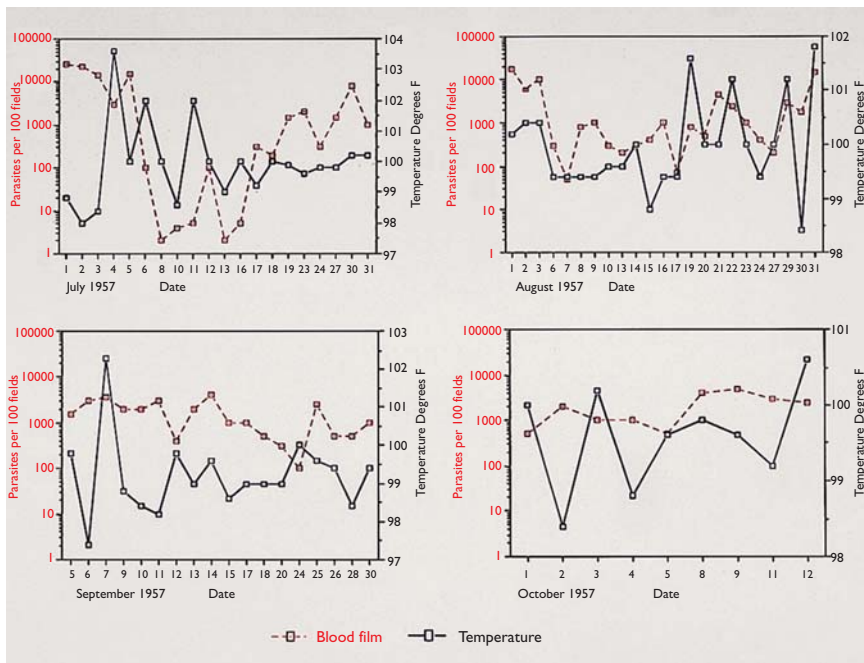 Parasites per 100 fields
100000
10000
1000
100
10
1
104
103
102
101
100
99
98
97
Temperature Degrees F
1 2 3 4 5 6 8 10 11 12 13 16 17 18 19 23 24 27 30 31
July 1957 Date
Parasites per 100 fields
100000
10000
1000
100
10
1
102
101
100
99
98
Temperature Degrees F
1 2 3 6 7 8 9 10 13 14 15 16 17 19 20 21 22 23 24 27 29 30 31
August 1957 Date
Parasites per 100 fields
100000
10000
1000
100
10
1
103
102
101
100
99
98
97
Temperature Degrees F
5 6 7 9 10 11 12 13 14 15 17 18 20 24 25 26 28 30
September 1957 Date
Parasites per 100 fields
100000
10000
1000
100
10
1
101
100
99
98
Temperature Degrees F
1 2 3 4 5 8 9 11 12
October 1957 Date
Blood film Temperature